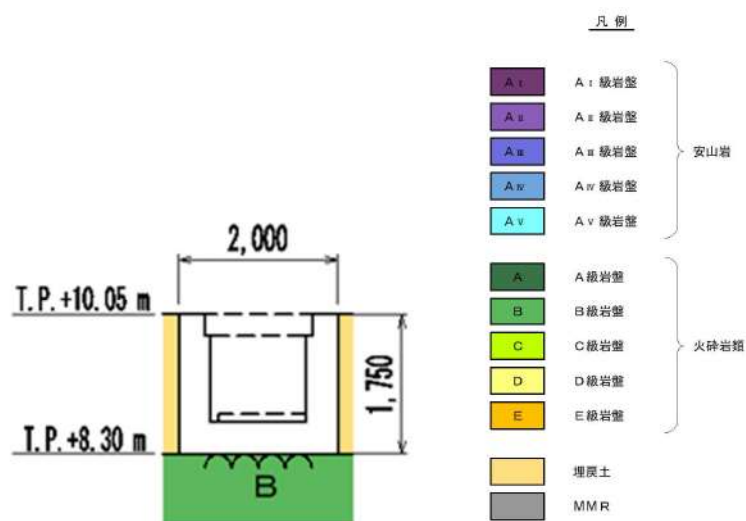 2,000
T.P.+10.05 m
1,750
T.P.+8.30 m
B
凡 例
AⅠ AⅠ級岩盤
AⅡ AⅡ級岩盤
AⅢ AⅢ級岩盤
AⅣ AⅣ級岩盤
AⅤ AⅤ級岩盤
安山岩
A A級岩盤
B B級岩盤
C C級岩盤
D D級岩盤
E E級岩盤
火砕岩類
埋戻土
MMR